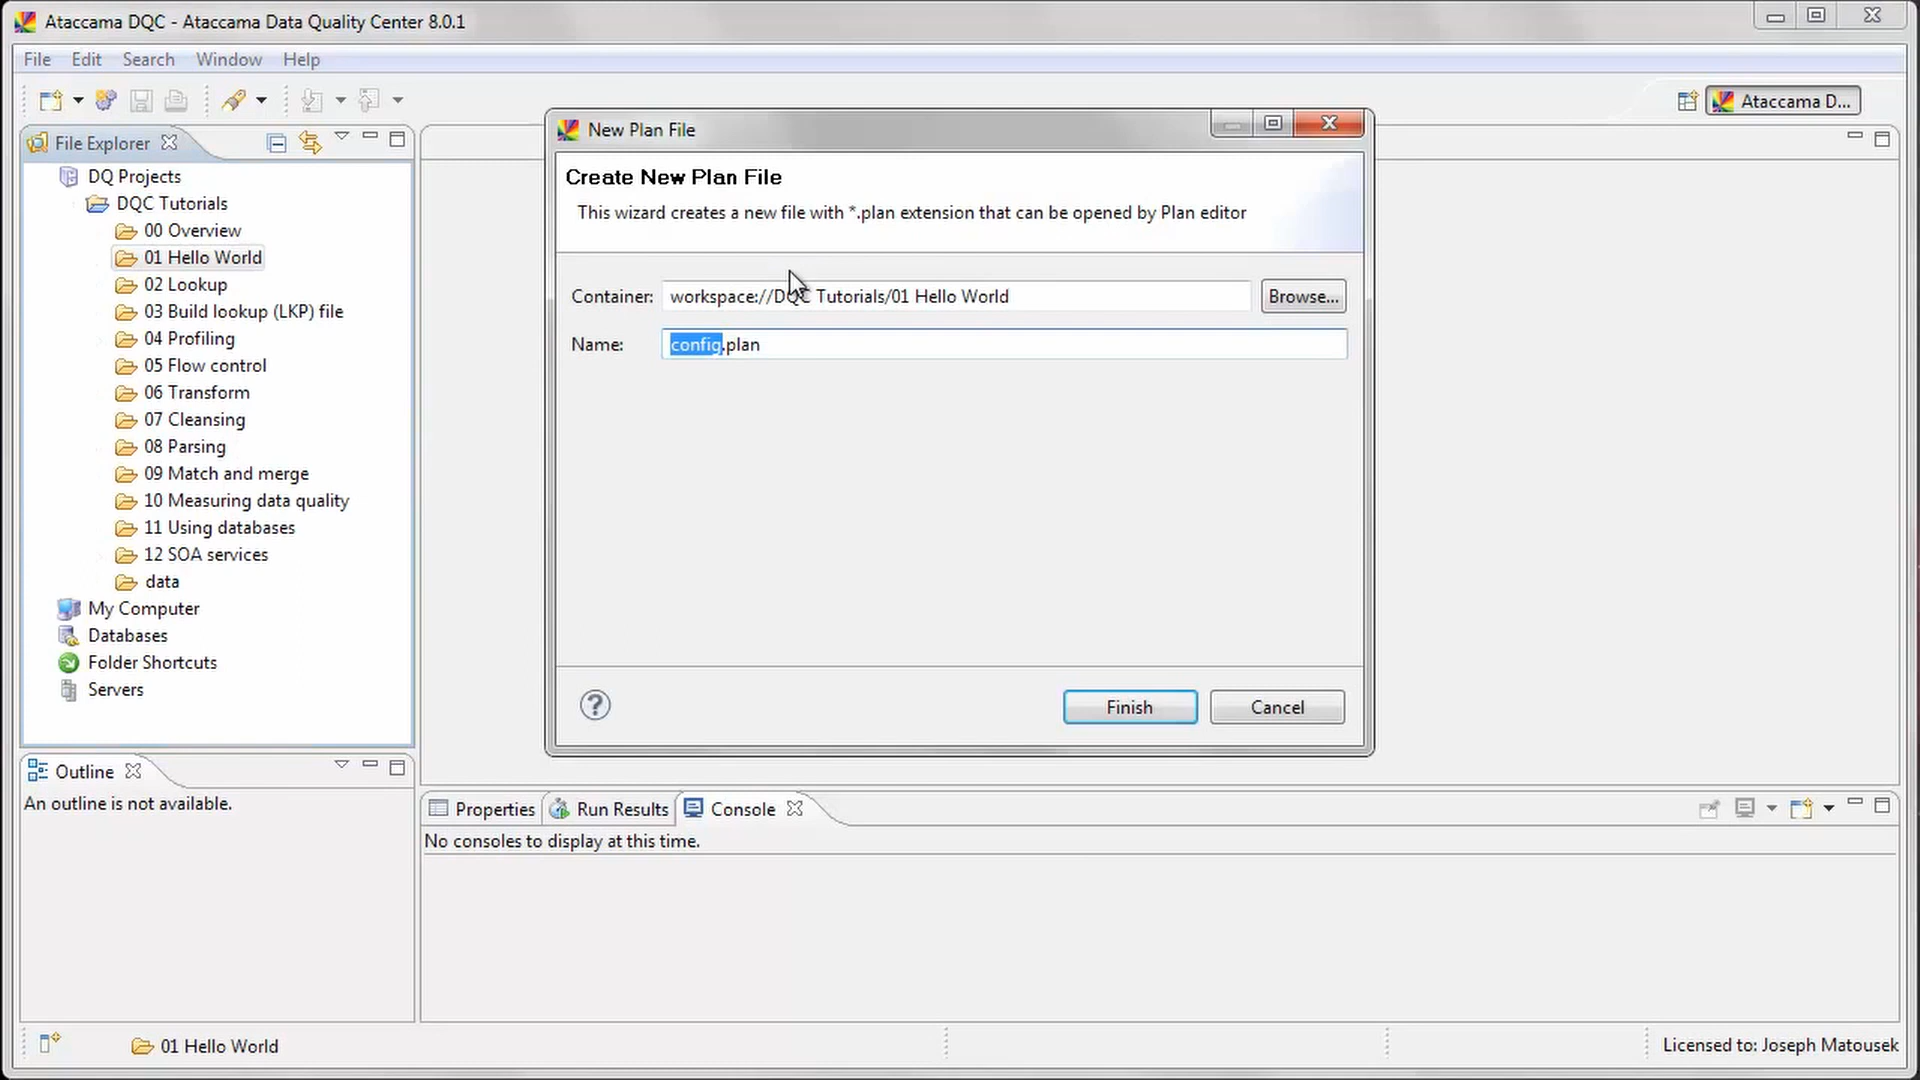 Ataccama DQC - Ataccama Data Quality Center 8.0.1
File Edit Search Window Help
Ataccama D...
File Explorer
DQ Projects
DQC Tutorials
00 Overview
01 Hello World
02 Lookup
03 Build lookup (LKP) file
04 Profiling
05 Flow control
06 Transform
07 Cleansing
08 Parsing
09 Match and merge
10 Measuring data quality
11 Using databases
12 SOA services
data
My Computer
Databases
Folder Shortcuts
Servers
New Plan File
Create New Plan File
This wizard creates a new file with *.plan extension that can be opened by Plan editor
Container: workspace://DQC Tutorials/01 Hello World Browse...
Name: config.plan
Finish Cancel
Outline
An outline is not available.
Properties Run Results Console
No consoles to display at this time.
01 Hello World
Licensed to: Joseph Matousek